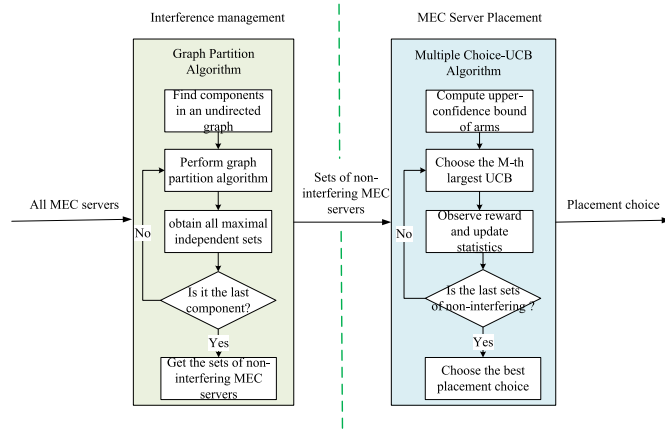 Interference management
MEC Server Placement
Graph Partition
Algorithm
Find components
in an undirected
graph
Perform graph
partition algorithm
obtain all maximal
independent sets
Is it the last
component?
Yes
No
Get the sets of non-
interfering MEC
servers
All MEC servers
Sets of non-
interfering MEC
servers
Multiple Choice-UCB
Algorithm
Compute upper-
confidence bound
of arms
Choose the M-th
largest UCB
Observe reward
and update
statistics
Is the last sets
of non-interfering ?
Yes
No
Choose the best
placement choice
Placement choice